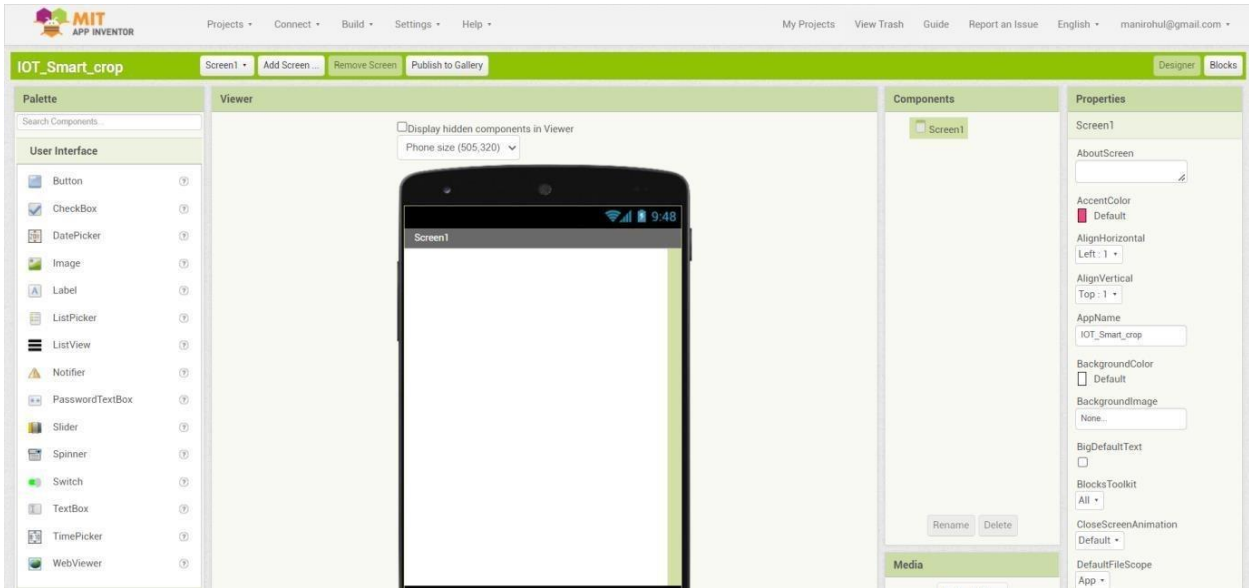 MIT
APP INVENTOR
Projects Connect Build Settings Help My Projects View Trash Guide Report an Issue English manirohul@gmail.com
IOT_Smart_crop Screen1 Add Screen ... Remove Screen Publish to Gallery Designer Blocks
Palette
Search Components...
User Interface
Button
CheckBox
DatePicker
Image
Label
ListPicker
ListView
Notifier
PasswordTextBox
Slider
Spinner
Switch
TextBox
TimePicker
WebViewer
Viewer
Display hidden components in Viewer
Phone size (505,320)
9:48
Screen1
Components
Screen1
Rename Delete
Media
Properties
Screen1
AboutScreen
AccentColor
Default
AlignHorizontal
Left : 1
AlignVertical
Top : 1
AppName
IOT_Smart_crop
BackgroundColor
Default
BackgroundImage
None...
BigDefaultText
BlocksToolkit
All
CloseScreenAnimation
Default
DefaultFileScope
App